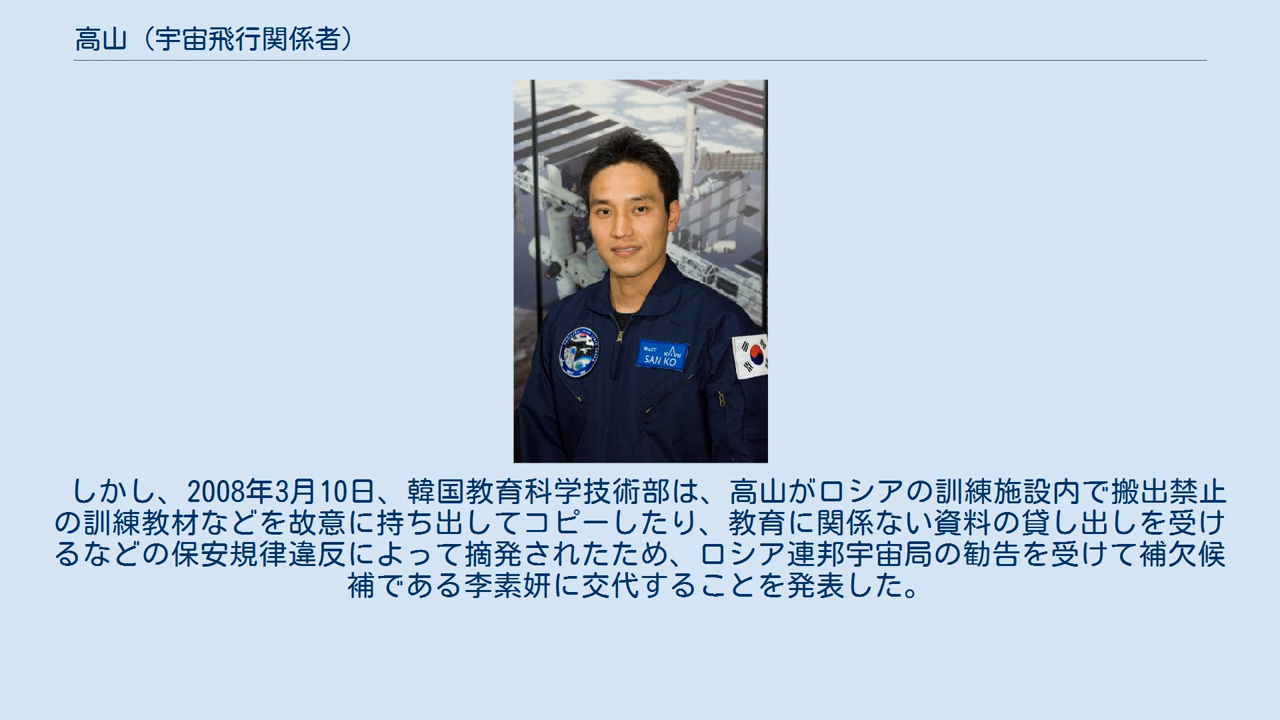 高山（宇宙飛行関係者）
SAN KO
しかし、2008年3月10日、韓国教育科学技術部は、高山がロシアの訓練施設内で搬出禁止
の訓練教材などを故意に持ち出してコピーしたり、教育に関係ない資料の貸し出しを受け
るなどの保安規律違反によって摘発されたため、ロシア連邦宇宙局の勧告を受けて補欠候
補である李素妍に交代することを発表した。